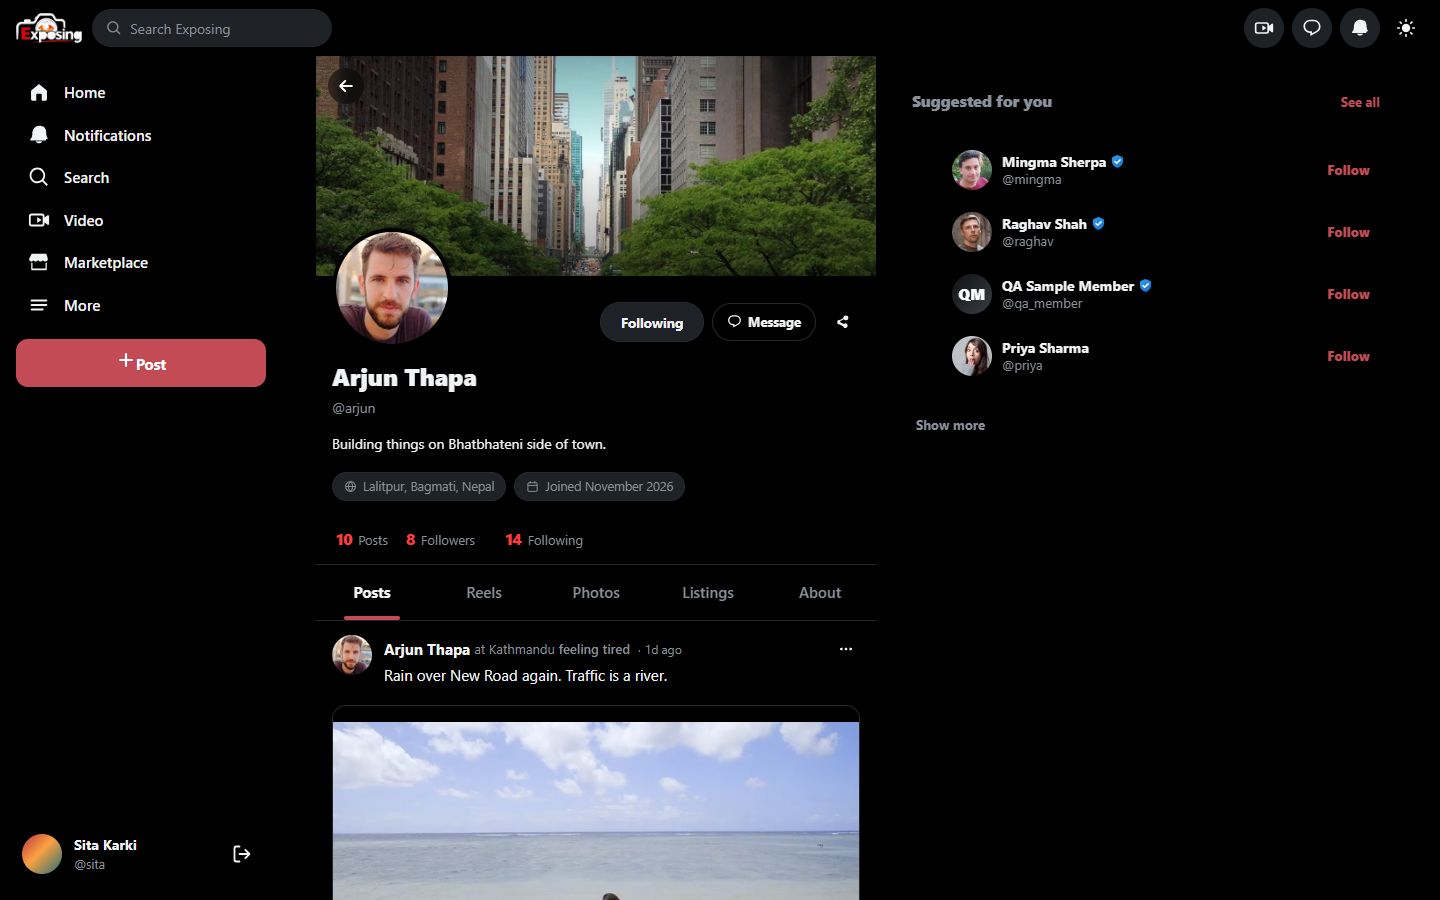 Exposing
Search Exposing
Home
Notifications
Search
Video
Marketplace
More
+ Post
Sita Karki
@sita
Following
Message
Arjun Thapa
@arjun
Building things on Bhatbhateni side of town.
Lalitpur, Bagmati, Nepal
Joined November 2026
10 Posts 8 Followers 14 Following
Posts Reels Photos Listings About
Arjun Thapa at Kathmandu feeling tired · 1d ago
Rain over New Road again. Traffic is a river.
Suggested for you
See all
Mingma Sherpa
@mingma
Follow
Raghav Shah
@raghav
Follow
QM
QA Sample Member
@qa_member
Follow
Priya Sharma
@priya
Follow
Show more